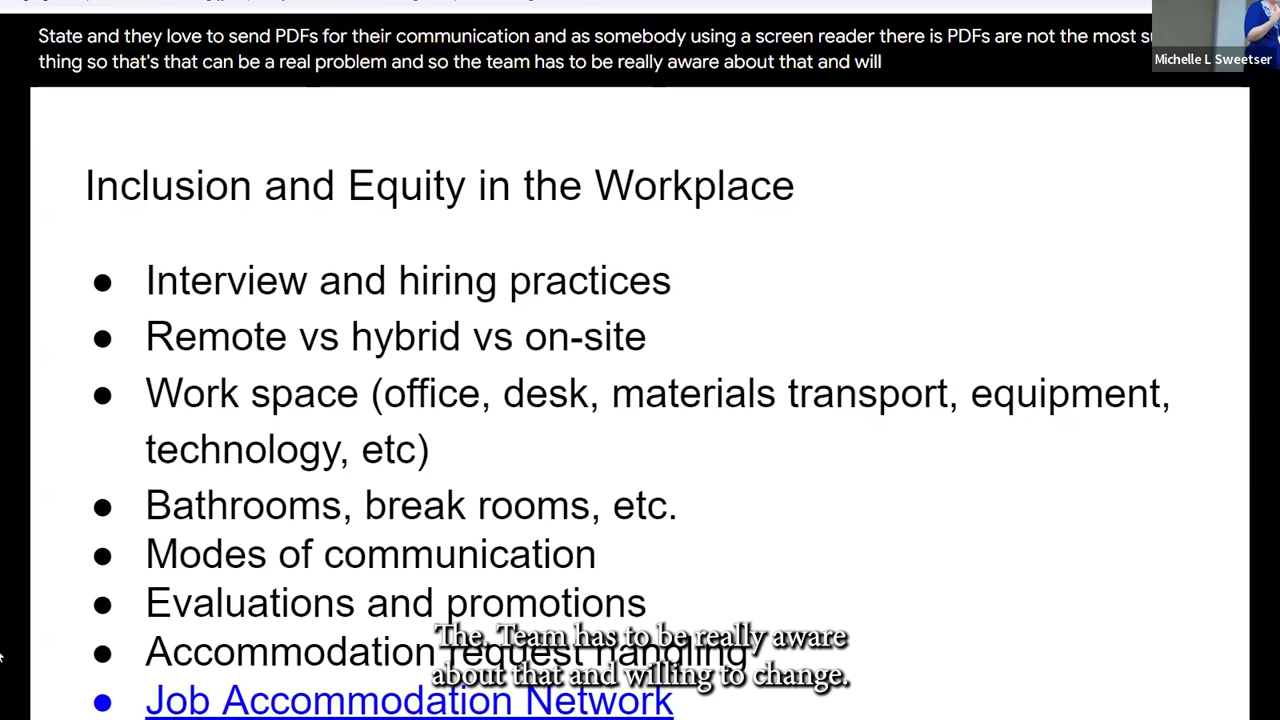 State and they love to send PDFs for their communication and as somebody using a screen reader there is PDFs are not the most
thing so that's that can be a real problem and so the team has to be really aware about that and will
Michelle L Sweetser
Inclusion and Equity in the Workplace
● Interview and hiring practices
● Remote vs hybrid vs on-site
● Work space (office, desk, materials transport, equipment,
technology, etc)
● Bathrooms, break rooms, etc.
● Modes of communication
● Evaluations and promotions
● Accommodation request handling
● Job Accommodation Network
The. Team has to be really aware
about that and willing to change.